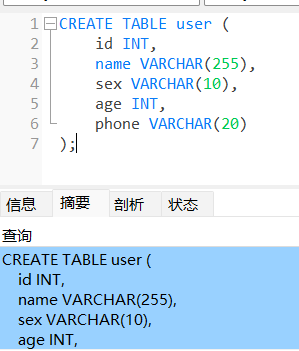 1 CREATE TABLE user (
2 id INT,
3 name VARCHAR(255),
4 sex VARCHAR(10),
5 age INT,
6 phone VARCHAR(20)
7 );
信息 摘要 剖析 状态
查询
CREATE TABLE user (
id INT,
name VARCHAR(255),
sex VARCHAR(10),
age INT,